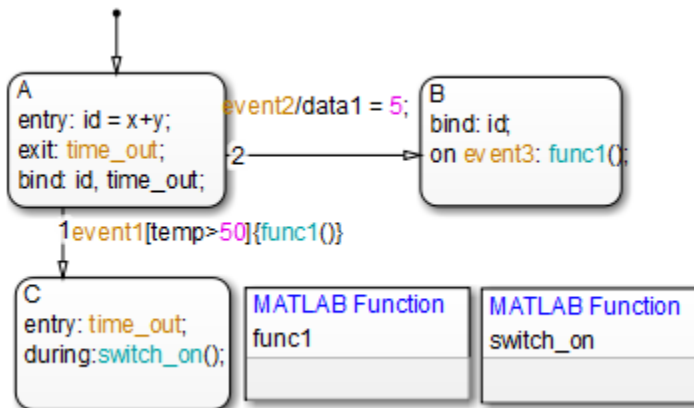 A
entry: id = x+y;
exit: time_out;
bind: id, time_out;
event2/data1 = 5;
2
B
bind: id;
on event3: func1();
1event1[temp>50]{func1()}
C
entry: time_out;
during:switch_on();
MATLAB Function
func1
MATLAB Function
switch_on